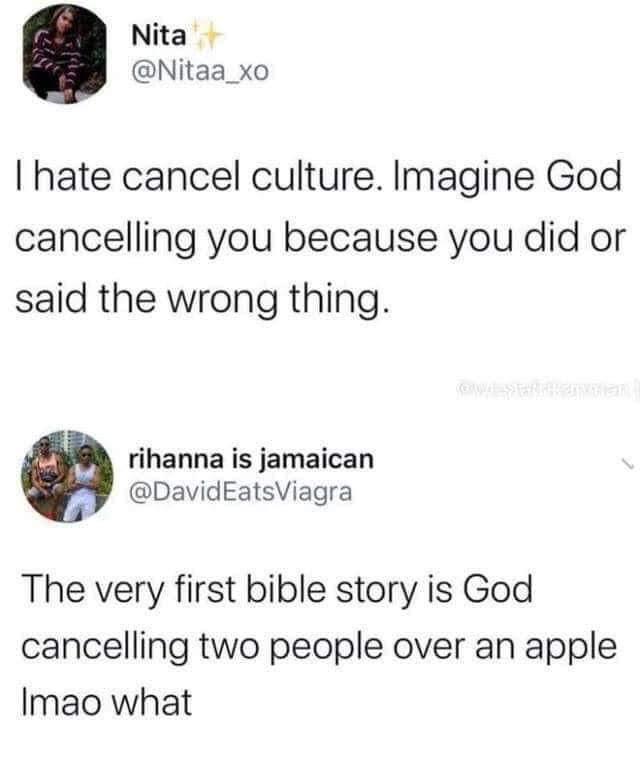 Nita✨
@Nitaa_xo
I hate cancel culture. Imagine God
cancelling you because you did or
said the wrong thing.
rihanna is jamaican
@DavidEatsViagra
The very first bible story is God
cancelling two people over an apple
lmao what